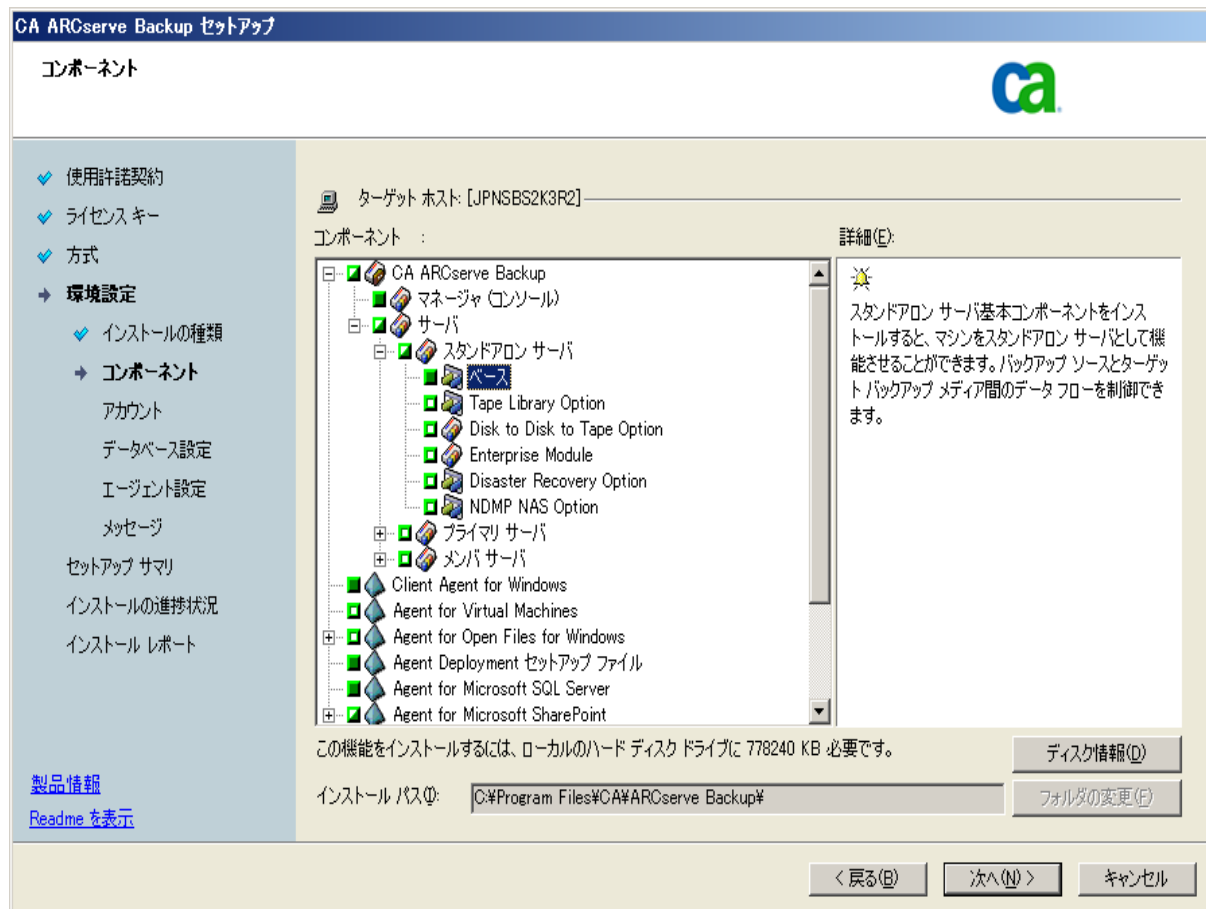 CA ARCserve Backup セットアップ
コンポーネント
ca
使用許諾契約
ライセンス キー
方式
環境設定
インストールの種類
コンポーネント
アカウント
データベース設定
エージェント設定
メッセージ
セットアップ サマリ
インストールの進捗状況
インストール レポート
製品情報
Readme を表示
ターゲット ホスト: [JPNSBS2K3R2]
コンポーネント :
CA ARCserve Backup
マネージャ (コンソール)
サーバ
スタンドアロン サーバ
ベース
Tape Library Option
Disk to Disk to Tape Option
Enterprise Module
Disaster Recovery Option
NDMP NAS Option
プライマリ サーバ
メンバ サーバ
Client Agent for Windows
Agent for Virtual Machines
Agent for Open Files for Windows
Agent Deployment セットアップ ファイル
Agent for Microsoft SQL Server
Agent for Microsoft SharePoint
詳細(E):
スタンドアロン サーバ基本コンポーネントをインス
トールすると、マシンをスタンドアロン サーバとして機
能させることができます。バックアップ ソースとターゲッ
ト バックアップ メディア間のデータ フローを制御でき
ます。
この機能をインストールするには、ローカルのハード ディスク ドライブに 778240 KB 必要です。
ディスク情報(D)
インストール パス(I):
C:¥Program Files¥CA¥ARCserve Backup¥
フォルダの変更(F)
< 戻る(B)
次へ(N) >
キャンセル